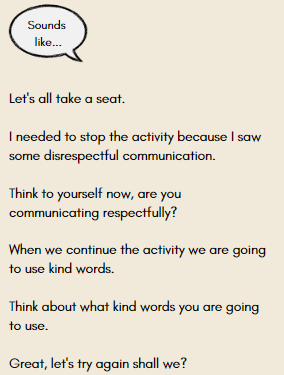 Sounds
like...
Let's all take a seat.
I needed to stop the activity because I saw
some disrespectful communication.
Think to yourself now, are you
communicating respectfully?
When we continue the activity we are going
to use kind words.
Think about what kind words you are going
to use.
Great, let's try again shall we?